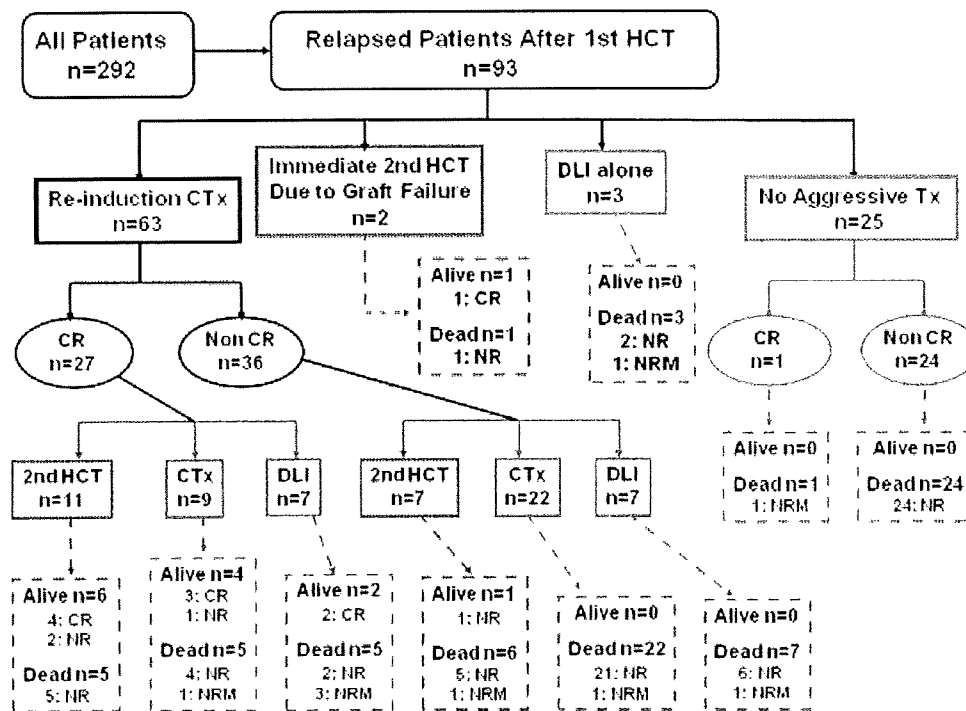 All Patients
n=292
Relapsed Patients After 1st HCT
n=93
Re-induction CTx
n=63
Immediate 2nd HCT
Due to Graft Failure
n=2
DLI alone
n=3
No Aggressive Tx
n=25
Alive n=1
1: CR
Dead n=1
1: NR
Alive n=0
Dead n=3
2: NR
1: NRM
CR
n=27
Non CR
n=36
CR
n=1
Non CR
n=24
Alive n=0
Dead n=1
1: NRM
Alive n=0
Dead n=24
24: NR
2nd HCT
n=11
CTx
n=9
DLI
n=7
2nd HCT
n=7
CTx
n=22
DLI
n=7
Alive n=6
4: CR
2: NR
Dead n=5
5: NR
Alive n=4
3: CR
1: NR
Dead n=5
4: NR
1: NRM
Alive n=2
2: CR
Dead n=5
2: NR
3: NRM
Alive n=1
1: NR
Dead n=6
5: NR
1: NRM
Alive n=0
Dead n=22
21: NR
1: NRM
Alive n=0
Dead n=7
6: NR
1: NRM